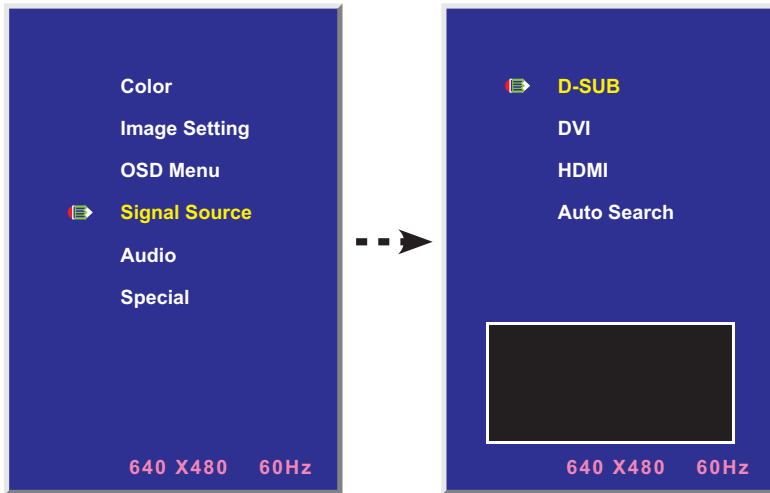 Color
Image Setting
OSD Menu
Signal Source
Audio
Special
640 X480 60Hz
D-SUB
DVI
HDMI
Auto Search
640 X480 60Hz